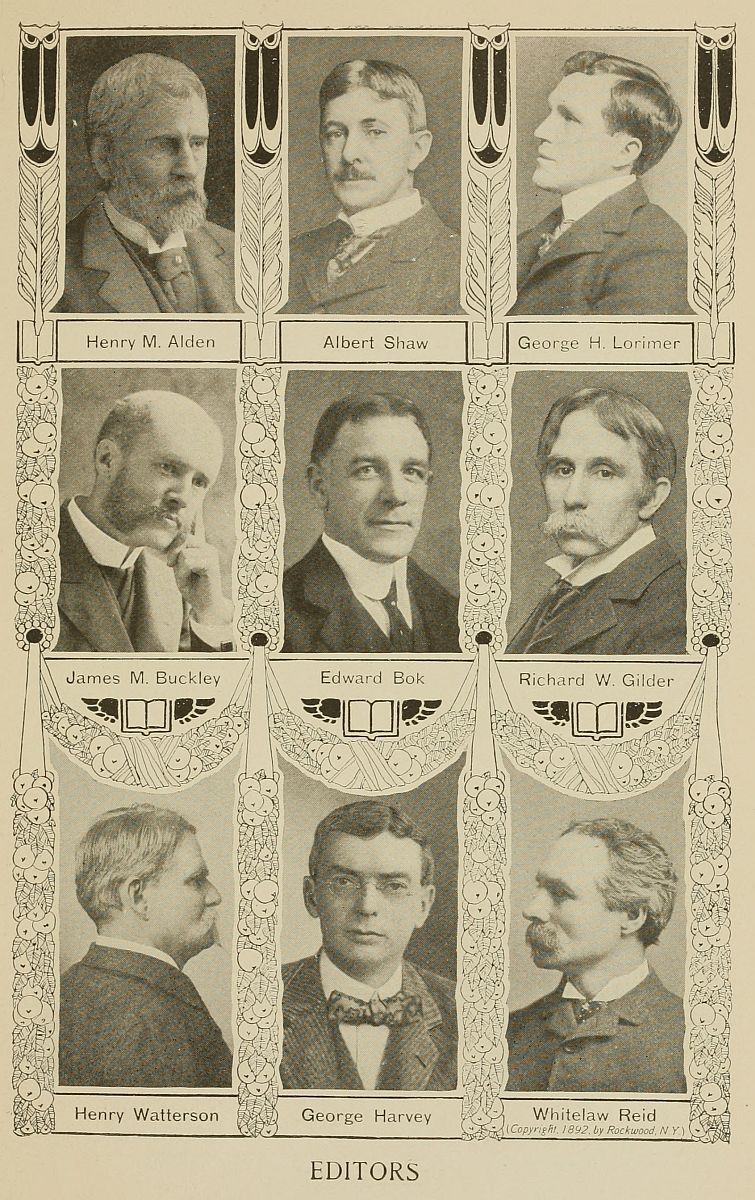 Henry M. Alden
Albert Shaw
George H. Lorimer
James M. Buckley
Edward Bok
Richard W. Gilder
Henry Watterson
George Harvey
Whitelaw Reid
(Copyright, 1892, by Rockwood, N.Y.)
EDITORS